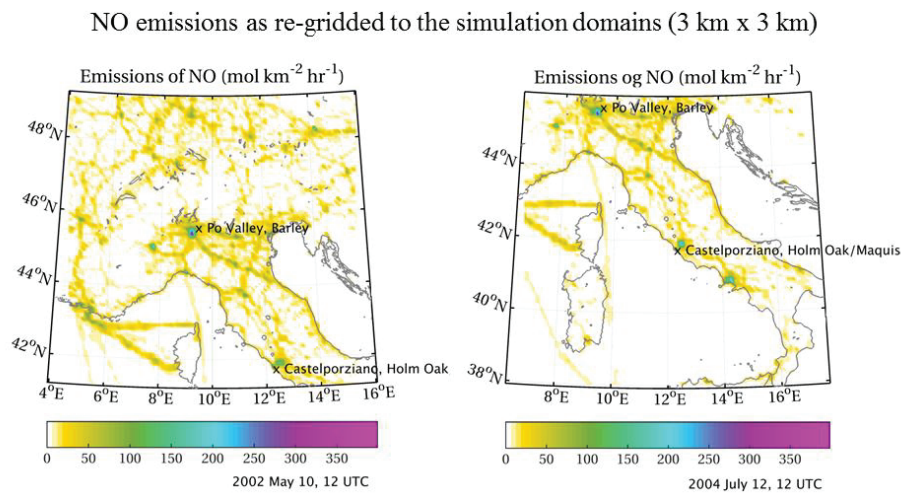 NO emissions as re-gridded to the simulation domains (3 km x 3 km)
Emissions of NO (mol km⁻² hr⁻¹)
48°N
46°N
44°N
42°N
4°E 6°E 8°E 10°E 12°E 14°E 16°E
× Po Valley, Barley
× Castelporziano, Holm Oak
0 50 100 150 200 250 300 350
2002 May 10, 12 UTC
Emissions og NO (mol km⁻² hr⁻¹)
44°N
42°N
40°N
38°N
8°E 10°E 12°E 14°E 16°E
× Po Valley, Barley
× Castelporziano, Holm Oak/Maquis
0 50 100 150 200 250 300 350
2004 July 12, 12 UTC